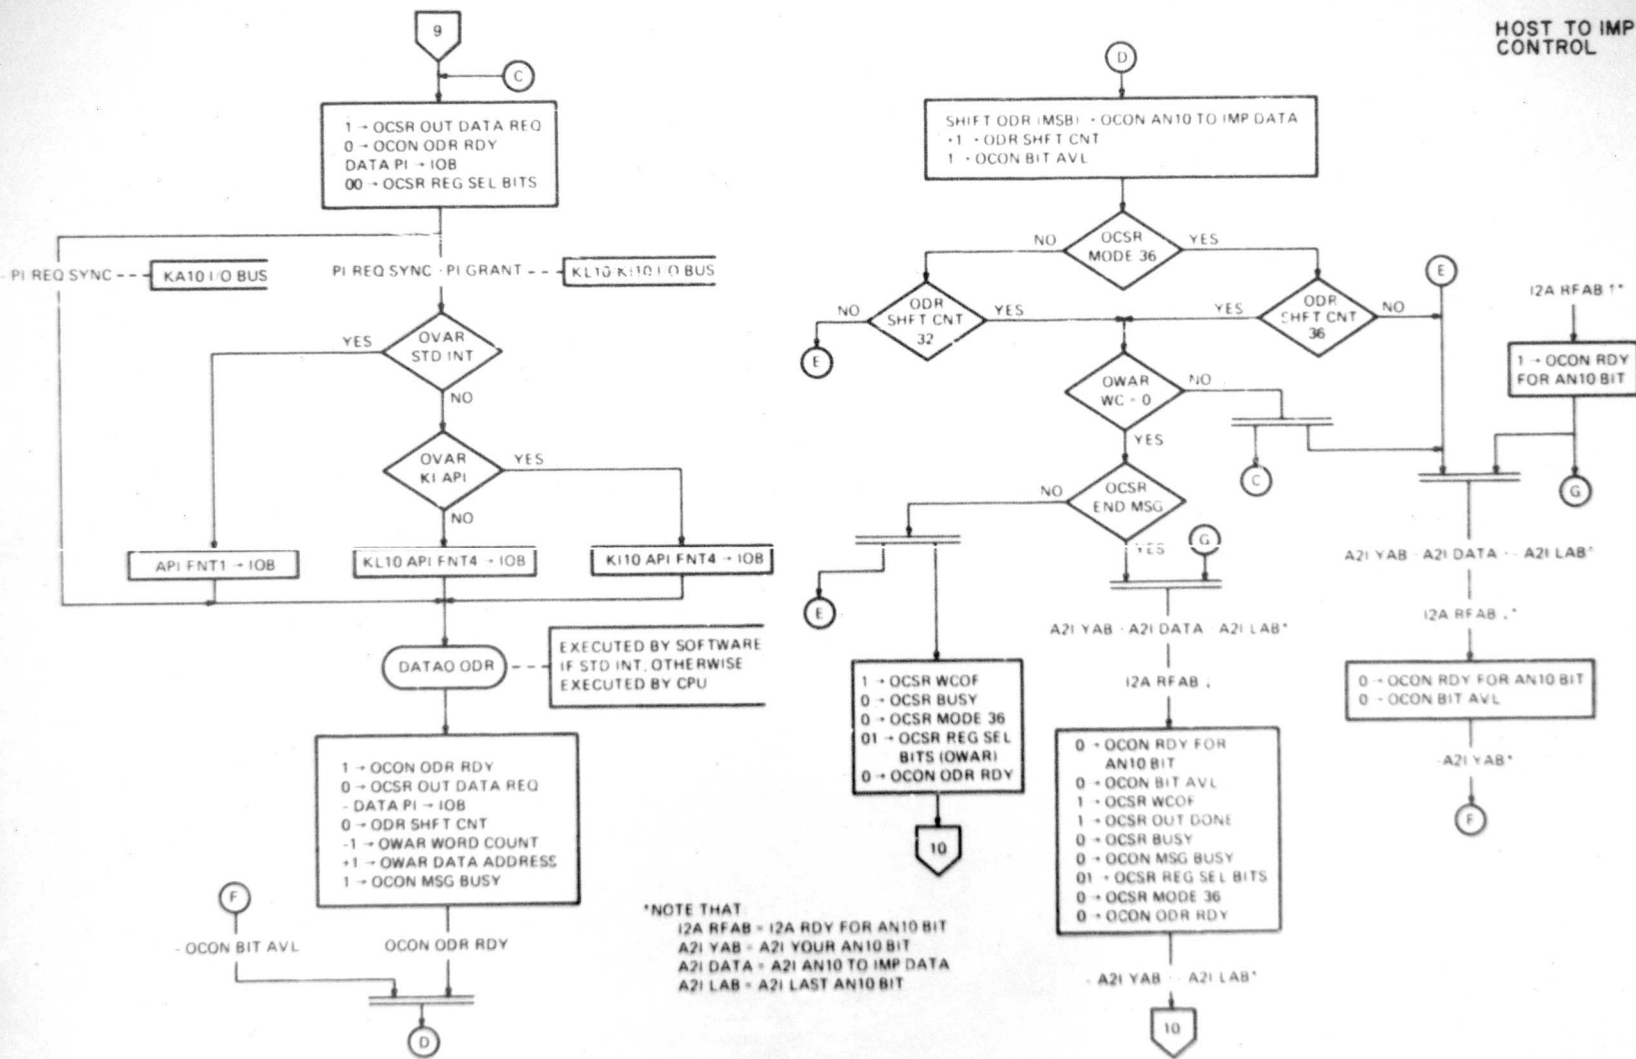 HOST TO IMP
CONTROL
9
C
1 → OCSR OUT DATA REQ
0 → OCON ODR RDY
DATA PI → IOB
00 → OCSR REG SEL BITS
- PI REQ SYNC
KA10 I/O BUS
PI REQ SYNC · PI GRANT
KL10 KI10 I/O BUS
OVAR
STD INT
YES
NO
OVAR
KI API
YES
NO
API FNT1 → IOB
KL10 API FNT4 → IOB
KI10 API FNT4 → IOB
DATAO ODR
EXECUTED BY SOFTWARE
IF STD INT, OTHERWISE
EXECUTED BY CPU
1 → OCON ODR RDY
0 → OCSR OUT DATA REQ
- DATA PI → IOB
0 → ODR SHFT CNT
-1 → OWAR WORD COUNT
+1 → OWAR DATA ADDRESS
1 → OCON MSG BUSY
F
- OCON BIT AVL
OCON ODR RDY
D
D
SHIFT ODR (MSB) → OCON AN10 TO IMP DATA
+1 → ODR SHFT CNT
1 → OCON BIT AVL
OCSR
MODE 36
NO
YES
ODR
SHFT CNT
32
NO
YES
E
ODR
SHFT CNT
36
YES
NO
E
OWAR
WC = 0
NO
YES
C
OCSR
END MSG
NO
YES
G
E
1 → OCSR WCOF
0 → OCSR BUSY
0 → OCSR MODE 36
01 → OCSR REG SEL
BITS (OWAR)
0 → OCON ODR RDY
10
A2I YAB · A2I DATA · A2I LAB*
I2A RFAB
0 → OCON RDY FOR
AN10 BIT
0 → OCON BIT AVL
1 → OCSR WCOF
1 → OCSR OUT DONE
0 → OCSR BUSY
0 → OCON MSG BUSY
01 → OCSR REG SEL BITS
0 → OCSR MODE 36
0 → OCON ODR RDY
- A2I YAB · - A2I LAB*
10
I2A RFAB ↑*
1 → OCON RDY
FOR AN10 BIT
G
A2I YAB · A2I DATA · - A2I LAB*
I2A RFAB ↓*
0 → OCON RDY FOR AN10 BIT
0 → OCON BIT AVL
-A2I YAB*
F
*NOTE THAT:
I2A RFAB = I2A RDY FOR AN10 BIT
A2I YAB = A2I YOUR AN10 BIT
A2I DATA = A2I AN10 TO IMP DATA
A2I LAB = A2I LAST AN10 BIT